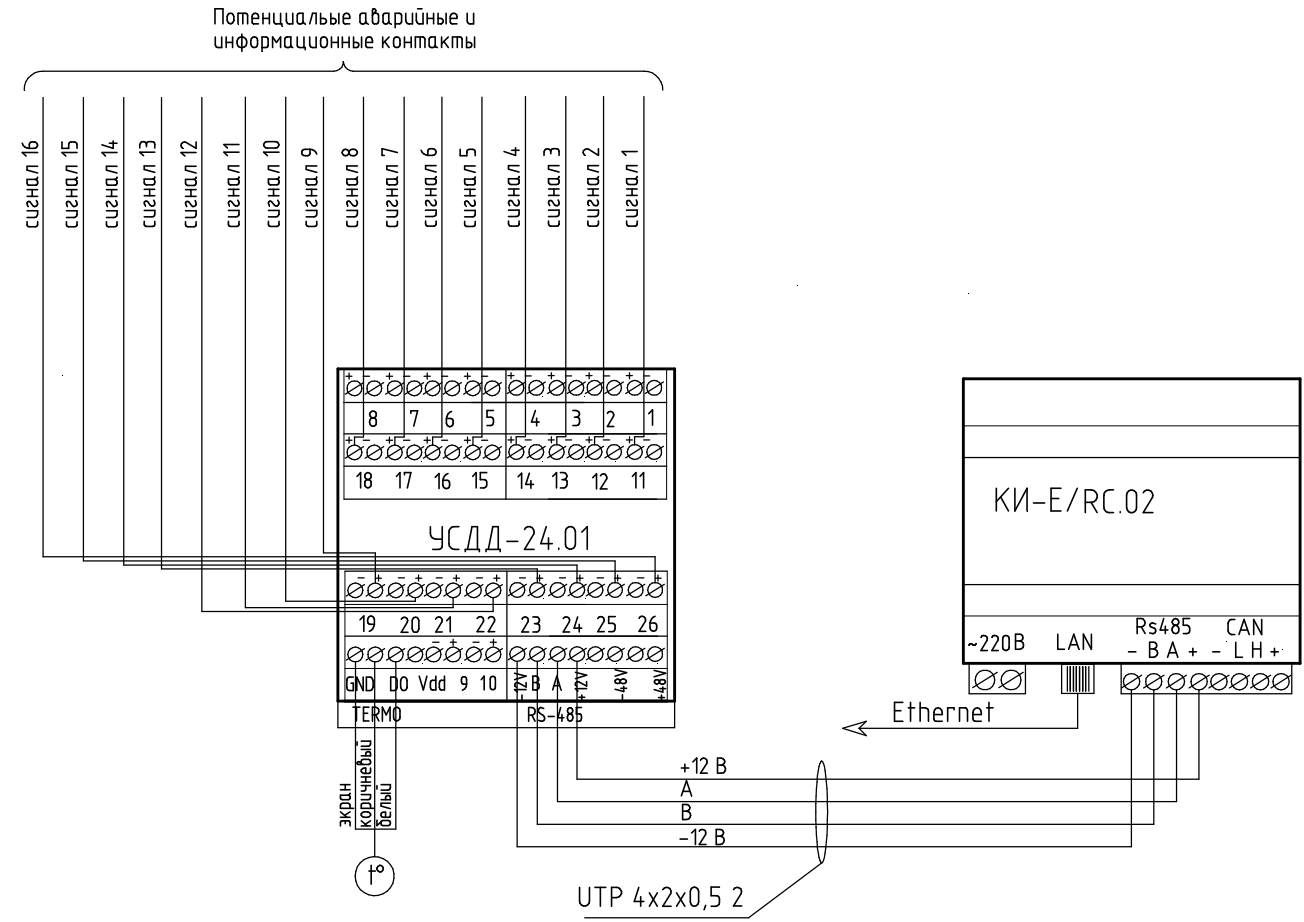 Потенциальые аварийные и
информационные контакты
сигнал 16
сигнал 15
сигнал 14
сигнал 13
сигнал 12
сигнал 11
сигнал 10
сигнал 9
сигнал 8
сигнал 7
сигнал 6
сигнал 5
сигнал 4
сигнал 3
сигнал 2
сигнал 1
+ - + - + - + - + - + - + - + -
8 7 6 5 4 3 2 1
+ - + - + - + - + - + - + - + -
18 17 16 15 14 13 12 11
УСДД-24.01
- + - + - + - + - + - + - + - +
19 20 21 22 23 24 25 26
- + - +
GND D0 Vdd 9 10 -12V B A +12V -48V +48V
TERMO RS-485
экран
коричневый
белый
t°
КИ-Е/RC.02
Rs485 CAN
~220В LAN - B A + - L H +
Ethernet
+12 В
А
В
-12 В
UTP 4x2x0,5 2